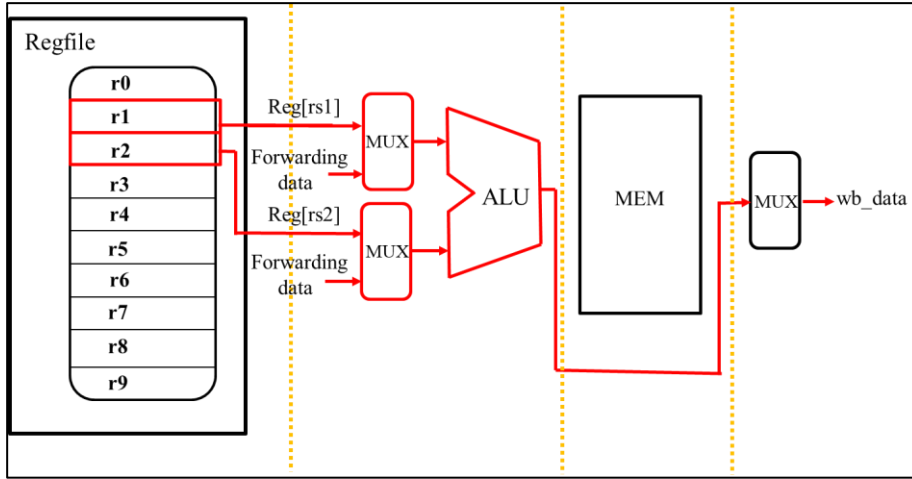 Regfile
r0
r1
r2
r3
r4
r5
r6
r7
r8
r9
Reg[rs1]
Forwarding
data
Reg[rs2]
Forwarding
data
MUX
MUX
ALU
MEM
MUX
wb_data